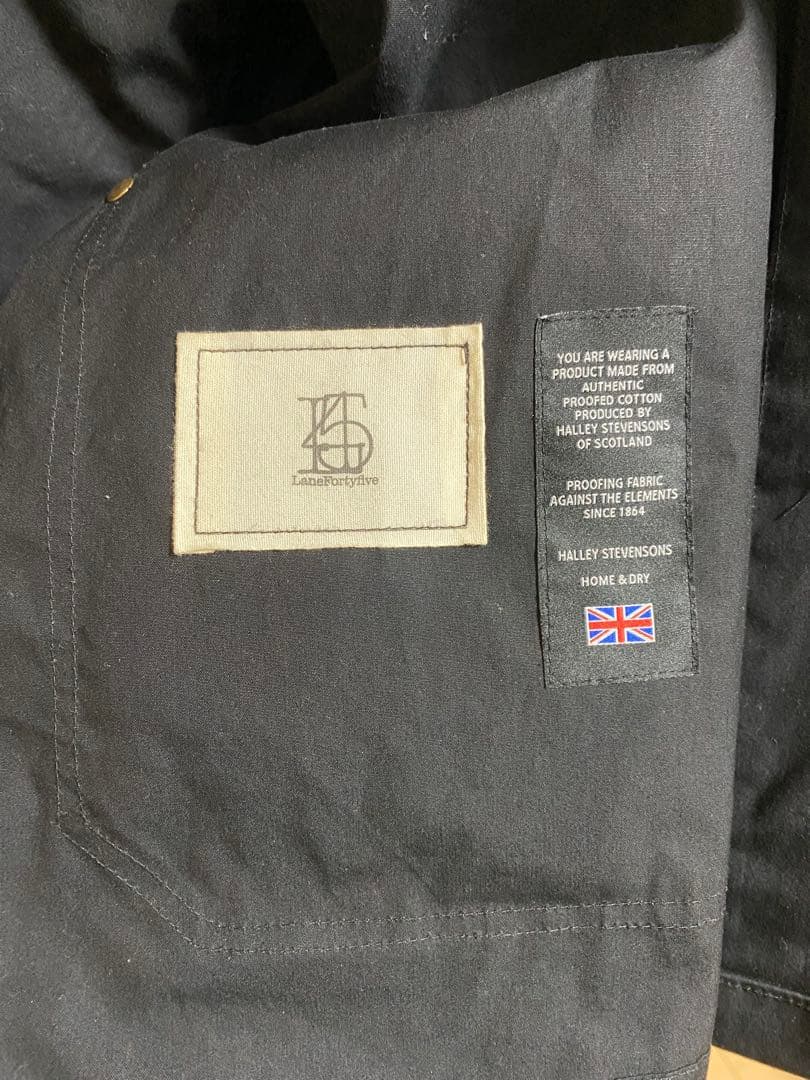 L45
LaneFortyfive
YOU ARE WEARING A
PRODUCT MADE FROM
AUTHENTIC
PROOFED COTTON
PRODUCED BY
HALLEY STEVENSONS
OF SCOTLAND
PROOFING FABRIC
AGAINST THE ELEMENTS
SINCE 1864
HALLEY STEVENSONS
HOME & DRY